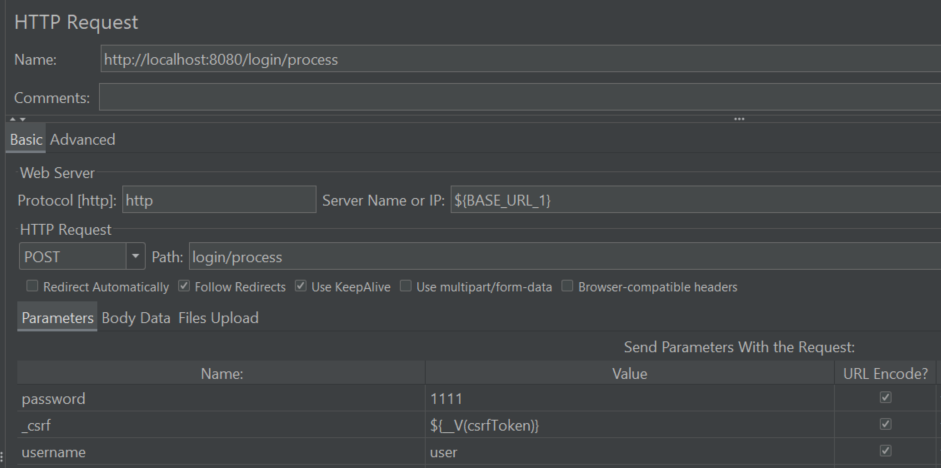 HTTP Request
Name: http://localhost:8080/login/process
Comments:
Basic Advanced
Web Server
Protocol [http]: http Server Name or IP: ${BASE_URL_1}
HTTP Request
POST Path: login/process
Redirect Automatically Follow Redirects Use KeepAlive Use multipart/form-data Browser-compatible headers
Parameters Body Data Files Upload
Send Parameters With the Request:
Name: Value URL Encode?
password 1111
_csrf ${__V(csrfToken)}
username user